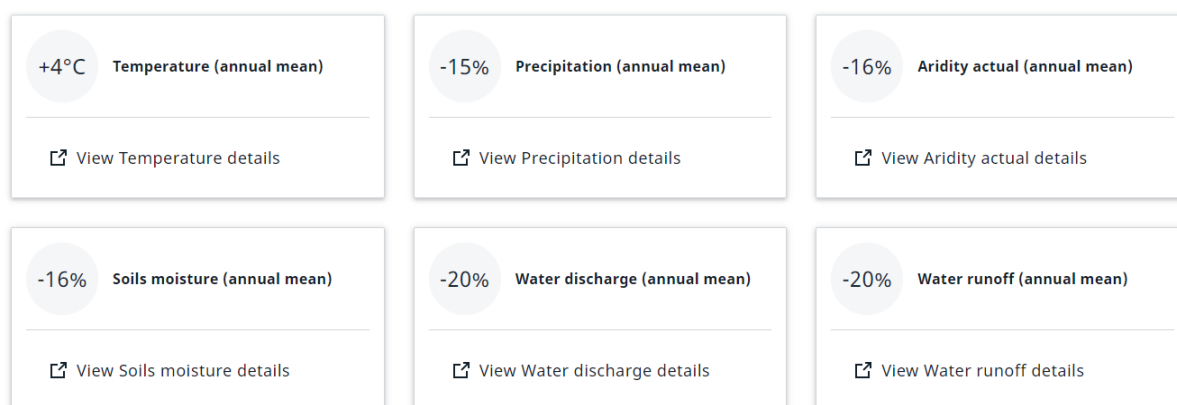 +4°C Temperature (annual mean)
View Temperature details
-15% Precipitation (annual mean)
View Precipitation details
-16% Aridity actual (annual mean)
View Aridity actual details
-16% Soils moisture (annual mean)
View Soils moisture details
-20% Water discharge (annual mean)
View Water discharge details
-20% Water runoff (annual mean)
View Water runoff details